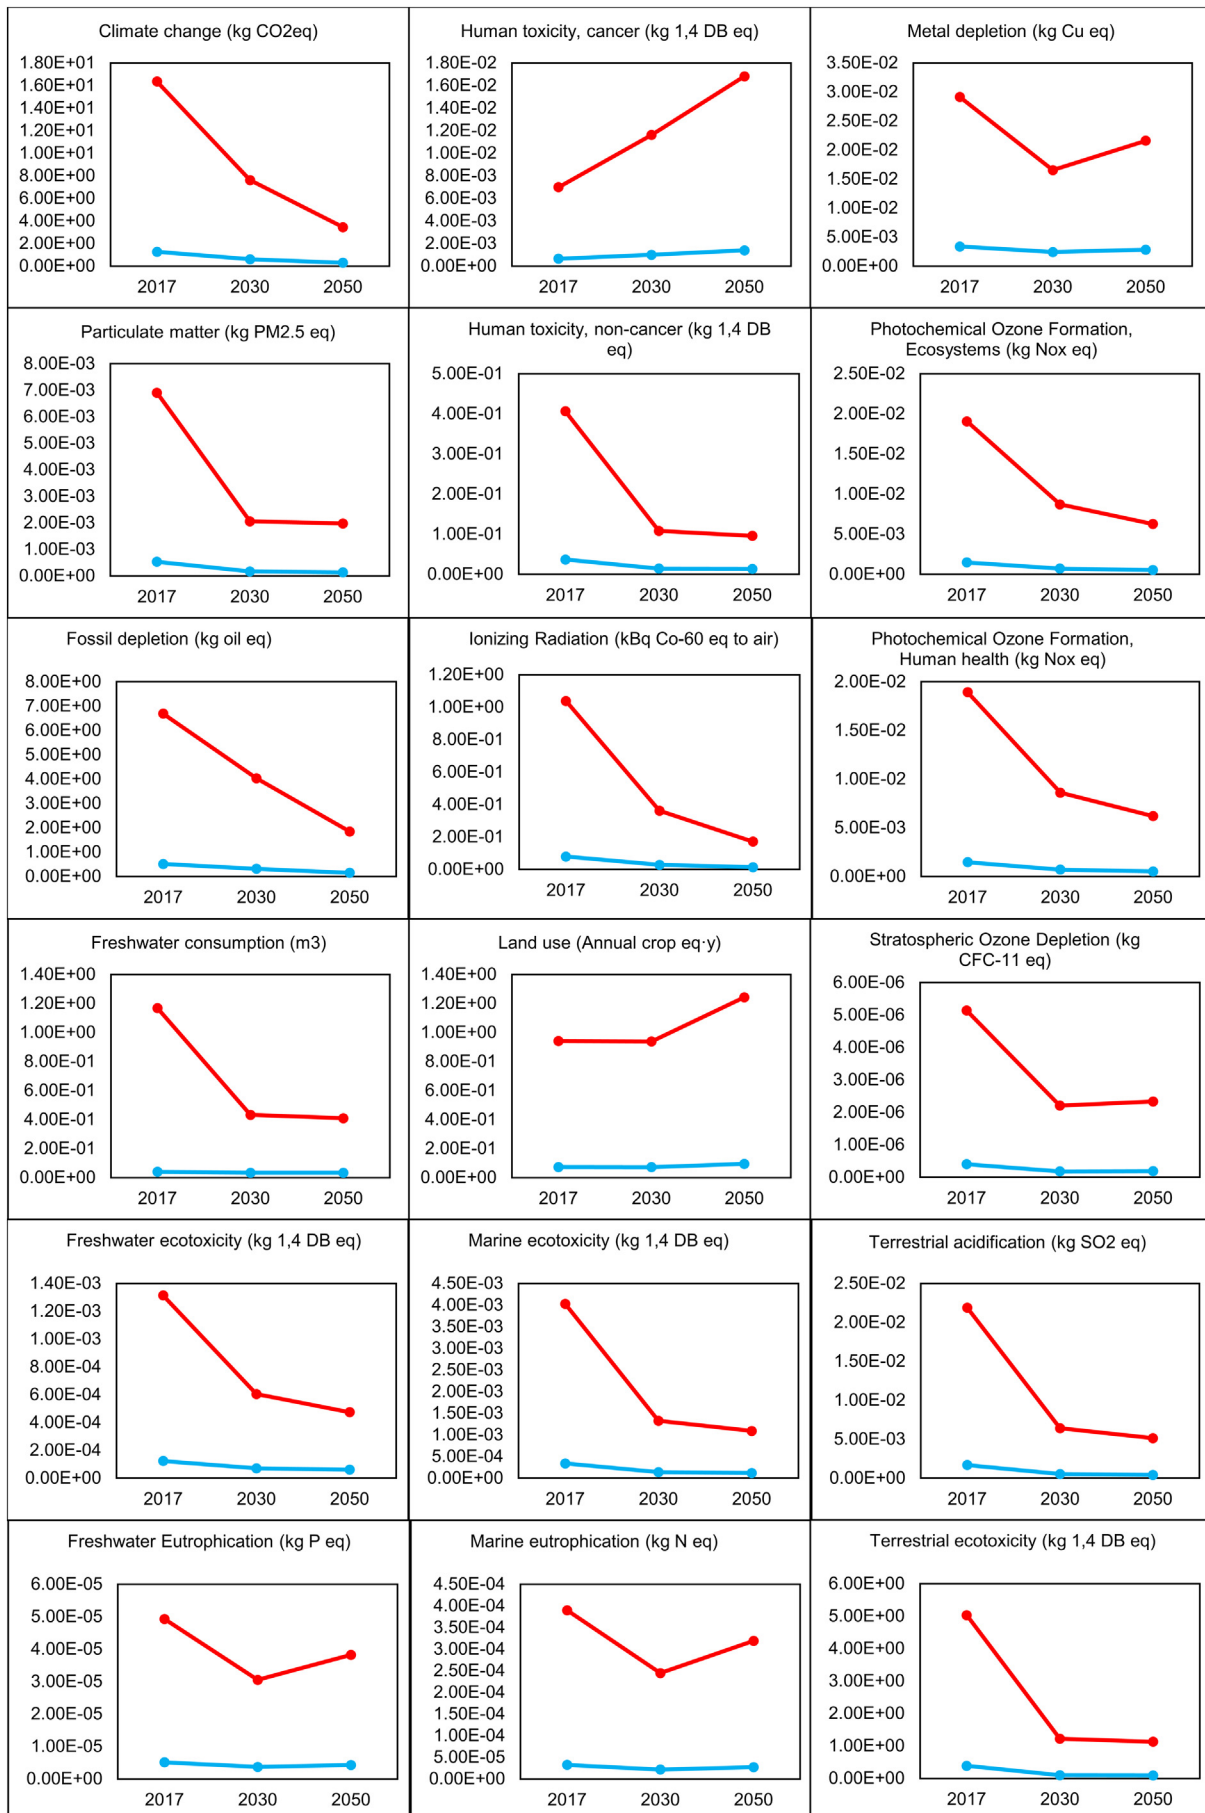 Climate change (kg CO2eq)
1.80E+01
1.60E+01
1.40E+01
1.20E+01
1.00E+01
8.00E+00
6.00E+00
4.00E+00
2.00E+00
0.00E+00
2017 2030 2050
Human toxicity, cancer (kg 1,4 DB eq)
1.80E-02
1.60E-02
1.40E-02
1.20E-02
1.00E-02
8.00E-03
6.00E-03
4.00E-03
2.00E-03
0.00E+00
2017 2030 2050
Metal depletion (kg Cu eq)
3.50E-02
3.00E-02
2.50E-02
2.00E-02
1.50E-02
1.00E-02
5.00E-03
0.00E+00
2017 2030 2050
Particulate matter (kg PM2.5 eq)
8.00E-03
7.00E-03
6.00E-03
5.00E-03
4.00E-03
3.00E-03
2.00E-03
1.00E-03
0.00E+00
2017 2030 2050
Human toxicity, non-cancer (kg 1,4 DB
eq)
5.00E-01
4.00E-01
3.00E-01
2.00E-01
1.00E-01
0.00E+00
2017 2030 2050
Photochemical Ozone Formation,
Ecosystems (kg Nox eq)
2.50E-02
2.00E-02
1.50E-02
1.00E-02
5.00E-03
0.00E+00
2017 2030 2050
Fossil depletion (kg oil eq)
8.00E+00
7.00E+00
6.00E+00
5.00E+00
4.00E+00
3.00E+00
2.00E+00
1.00E+00
0.00E+00
2017 2030 2050
Ionizing Radiation (kBq Co-60 eq to air)
1.20E+00
1.00E+00
8.00E-01
6.00E-01
4.00E-01
2.00E-01
0.00E+00
2017 2030 2050
Photochemical Ozone Formation,
Human health (kg Nox eq)
2.00E-02
1.50E-02
1.00E-02
5.00E-03
0.00E+00
2017 2030 2050
Freshwater consumption (m3)
1.40E+00
1.20E+00
1.00E+00
8.00E-01
6.00E-01
4.00E-01
2.00E-01
0.00E+00
2017 2030 2050
Land use (Annual crop eq·y)
1.40E+00
1.20E+00
1.00E+00
8.00E-01
6.00E-01
4.00E-01
2.00E-01
0.00E+00
2017 2030 2050
Stratospheric Ozone Depletion (kg
CFC-11 eq)
6.00E-06
5.00E-06
4.00E-06
3.00E-06
2.00E-06
1.00E-06
0.00E+00
2017 2030 2050
Freshwater ecotoxicity (kg 1,4 DB eq)
1.40E-03
1.20E-03
1.00E-03
8.00E-04
6.00E-04
4.00E-04
2.00E-04
0.00E+00
2017 2030 2050
Marine ecotoxicity (kg 1,4 DB eq)
4.50E-03
4.00E-03
3.50E-03
3.00E-03
2.50E-03
2.00E-03
1.50E-03
1.00E-03
5.00E-04
0.00E+00
2017 2030 2050
Terrestrial acidification (kg SO2 eq)
2.50E-02
2.00E-02
1.50E-02
1.00E-02
5.00E-03
0.00E+00
2017 2030 2050
Freshwater Eutrophication (kg P eq)
6.00E-05
5.00E-05
4.00E-05
3.00E-05
2.00E-05
1.00E-05
0.00E+00
2017 2030 2050
Marine eutrophication (kg N eq)
4.50E-04
4.00E-04
3.50E-04
3.00E-04
2.50E-04
2.00E-04
1.50E-04
1.00E-04
5.00E-05
0.00E+00
2017 2030 2050
Terrestrial ecotoxicity (kg 1,4 DB eq)
6.00E+00
5.00E+00
4.00E+00
3.00E+00
2.00E+00
1.00E+00
0.00E+00
2017 2030 2050